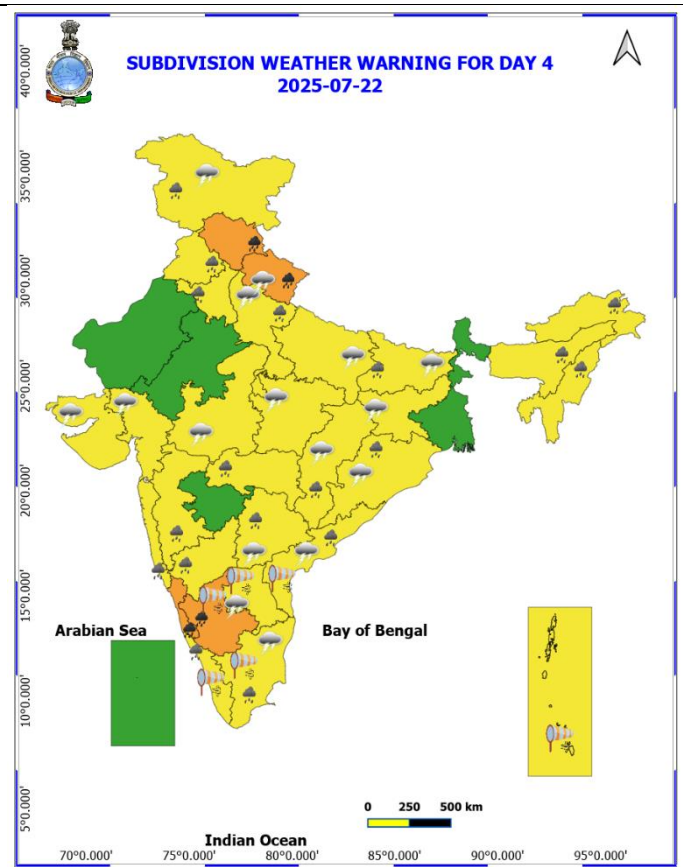 SUBDIVISION WEATHER WARNING FOR DAY 4
2025-07-22
40°0.000'
35°0.000'
30°0.000'
25°0.000'
20°0.000'
15°0.000'
10°0.000'
5°0.000'
Arabian Sea
Bay of Bengal
0 250 500 km
Indian Ocean
70°0.000' 75°0.000' 80°0.000' 85°0.000' 90°0.000' 95°0.000'